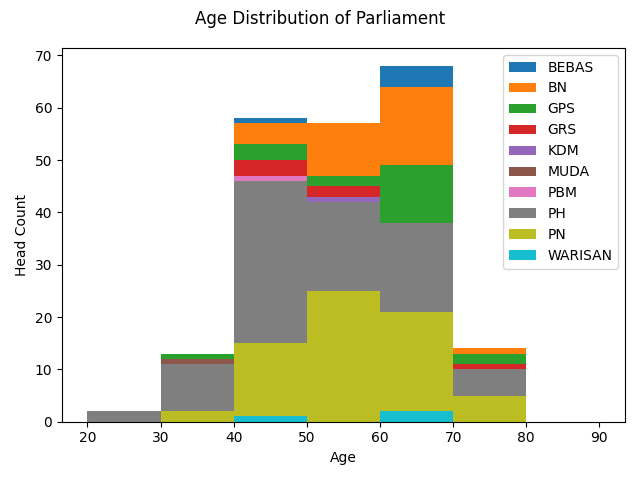 Age Distribution of Parliament
70
60
50
40
30
20
10
0
Head Count
20 30 40 50 60 70 80 90
Age
BEBAS
BN
GPS
GRS
KDM
MUDA
PBM
PH
PN
WARISAN